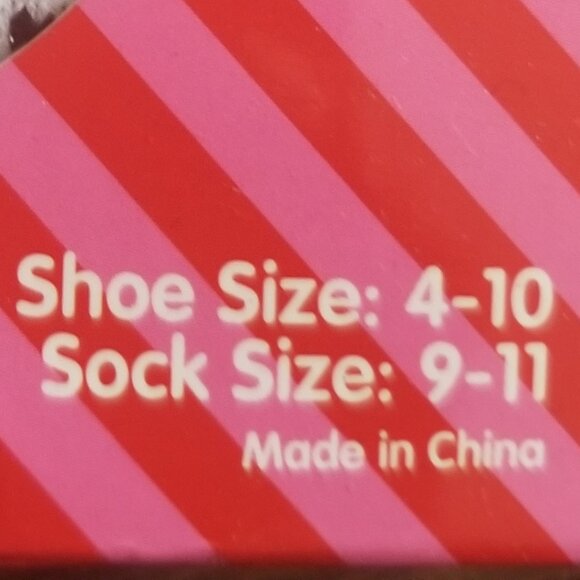 Shoe Size: 4-10
Sock Size: 9-11
Made in China